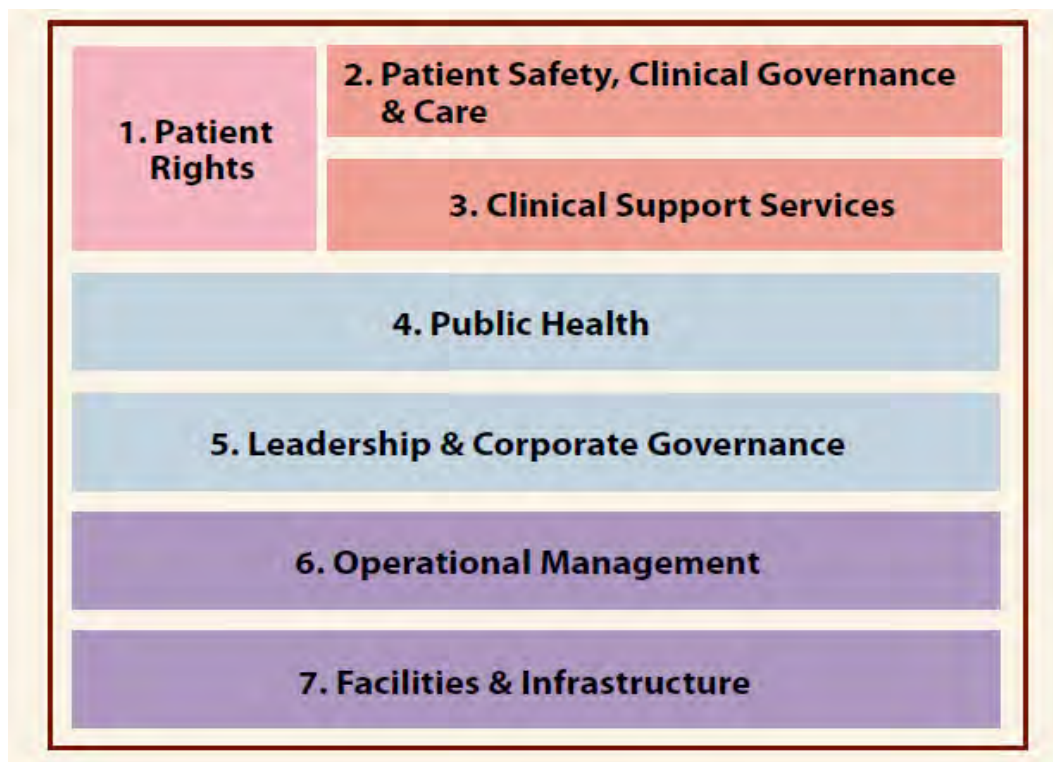 1. Patient
Rights
2. Patient Safety, Clinical Governance
& Care
3. Clinical Support Services
4. Public Health
5. Leadership & Corporate Governance
6. Operational Management
7. Facilities & Infrastructure